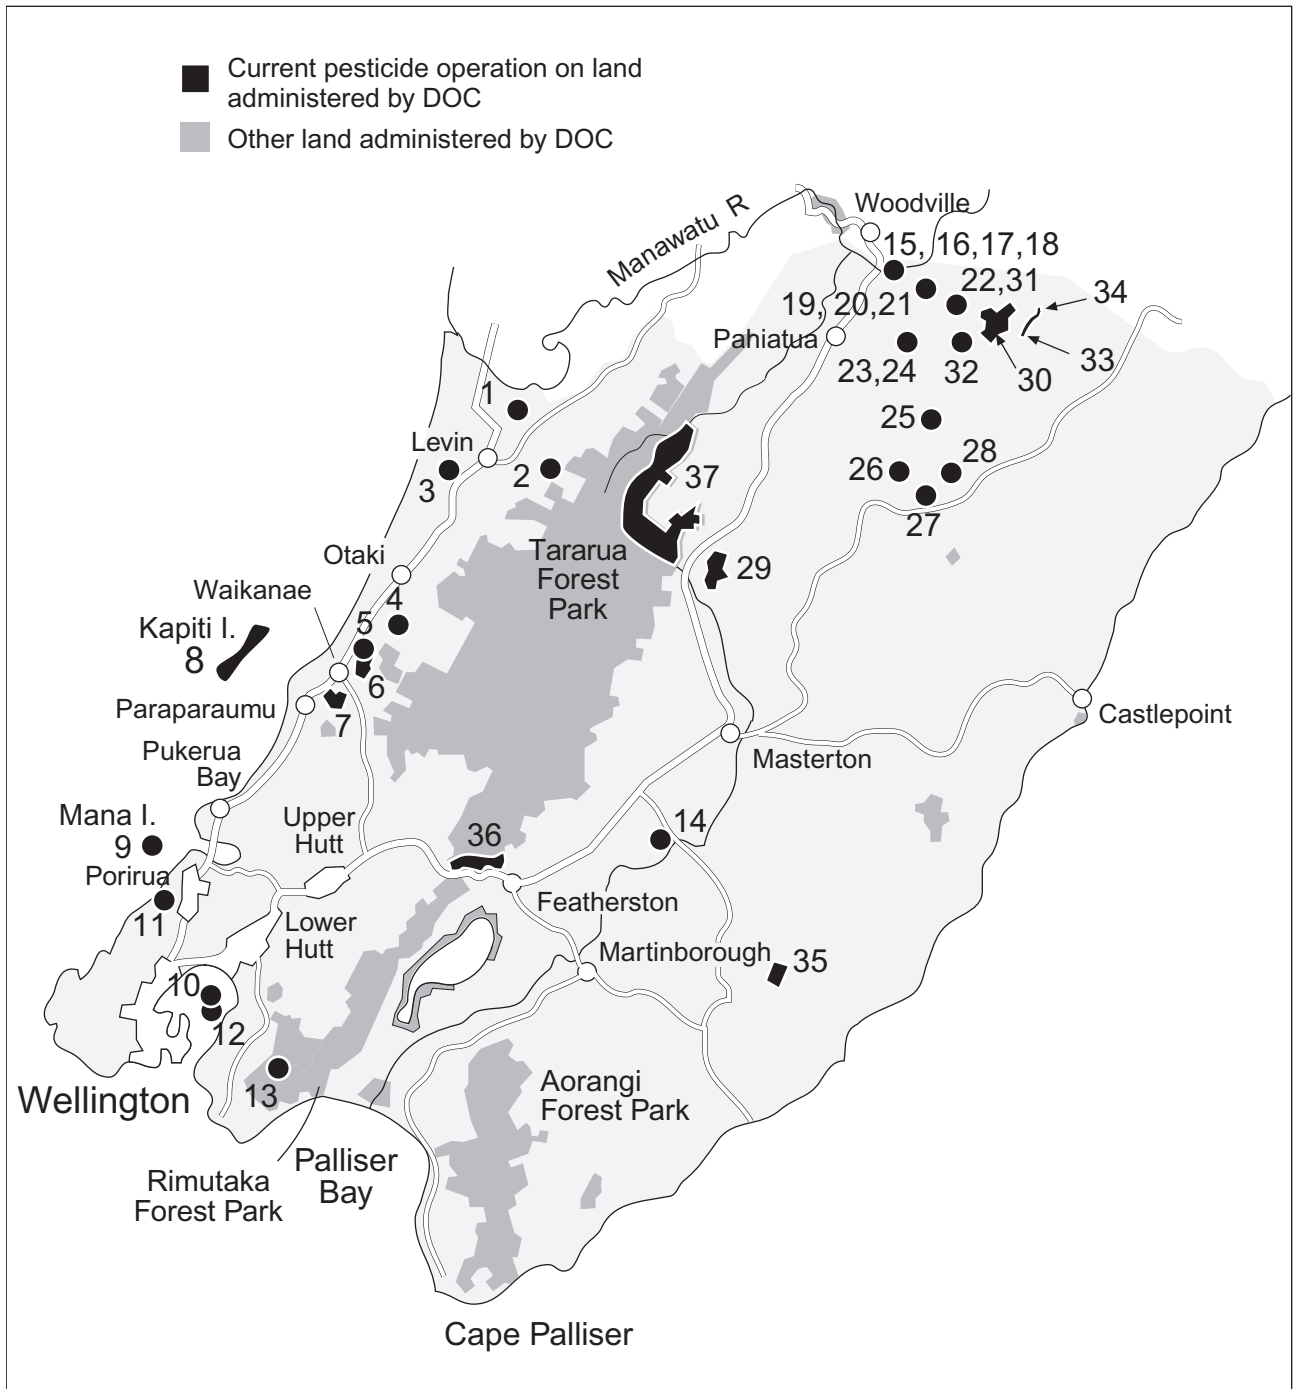 Current pesticide operation on land
administered by DOC
Other land administered by DOC
Manawatu R
Woodville
15, 16,17,18
22,31
34
19, 20,21
Pahiatua
33
23,24
32
30
1
25
Levin
26
28
2
37
3
27
Otaki
Tararua
Forest
Park
29
Waikanae
4
5
Kapiti I.
8
6
Paraparaumu
7
Castlepoint
Pukerua
Bay
Masterton
Mana I.
9
Upper
Hutt
36
14
Porirua
11
Featherston
Lower
Hutt
Martinborough
35
10
12
13
Wellington
Aorangi
Forest Park
Palliser
Bay
Rimutaka
Forest Park
Cape Palliser